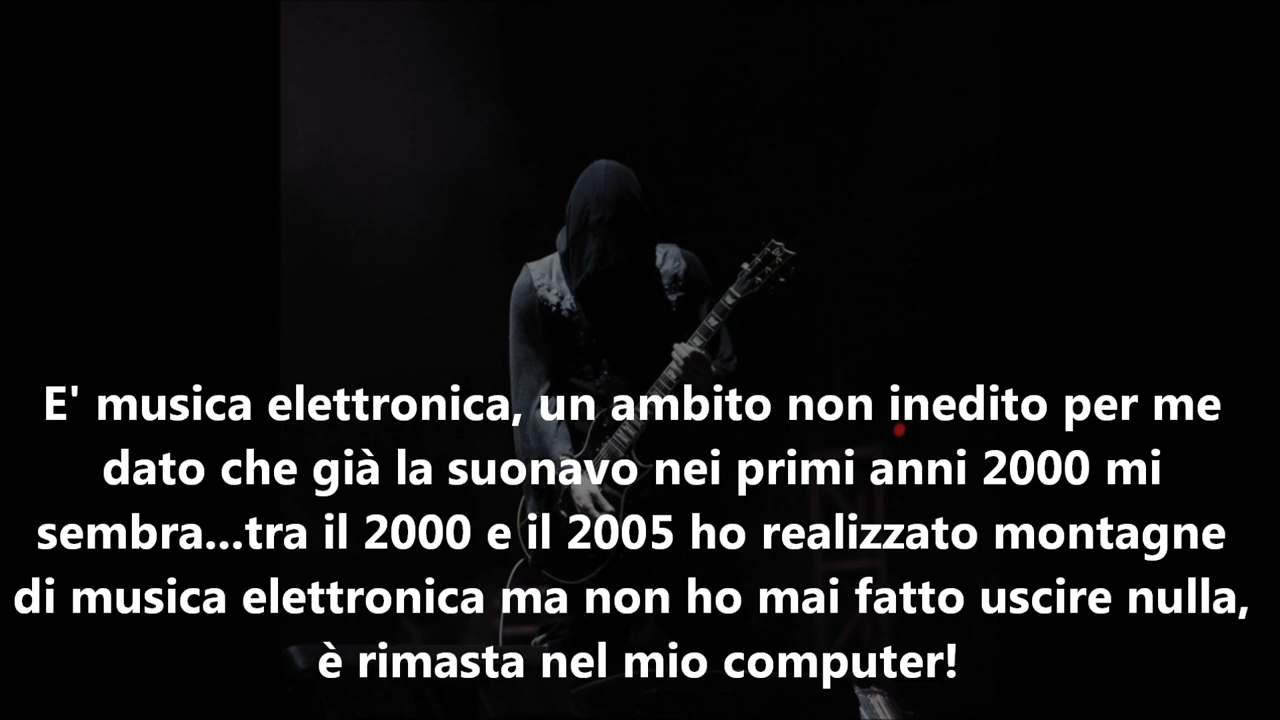 E' musica elettronica, un ambito non inedito per me
dato che già la suonavo nei primi anni 2000 mi
sembra...tra il 2000 e il 2005 ho realizzato montagne
di musica elettronica ma non ho mai fatto uscire nulla,
è rimasta nel mio computer!